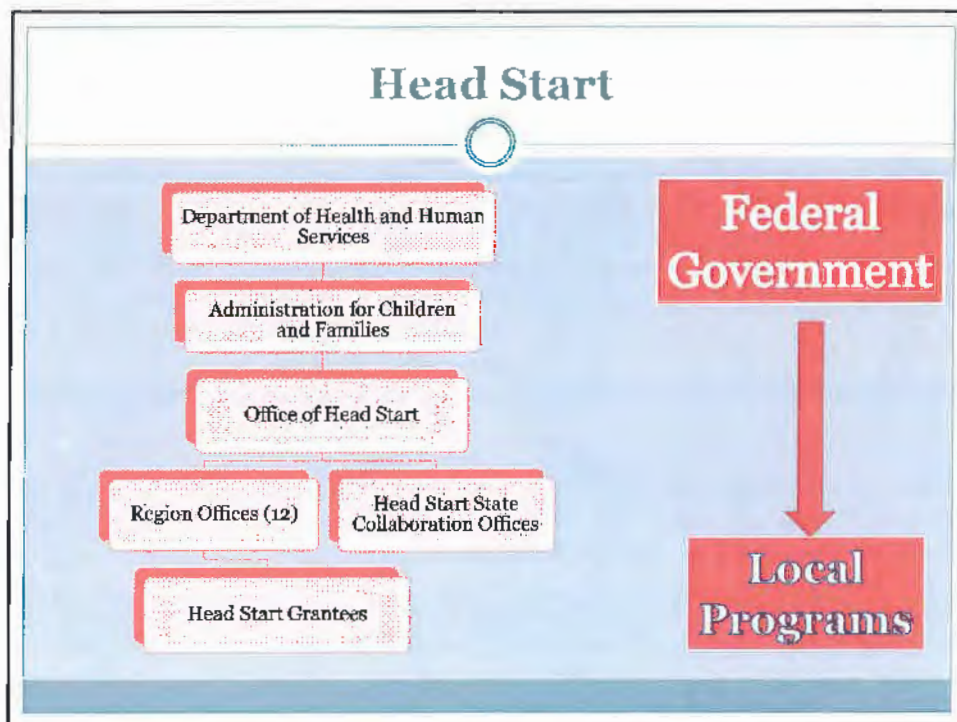 Head Start
Department of Health and Human
Services
Administration for Children
and Families
Office of Head Start
Region Offices (12)
Head Start State
Collaboration Offices
Head Start Grantees
Federal
Government
Local
Programs